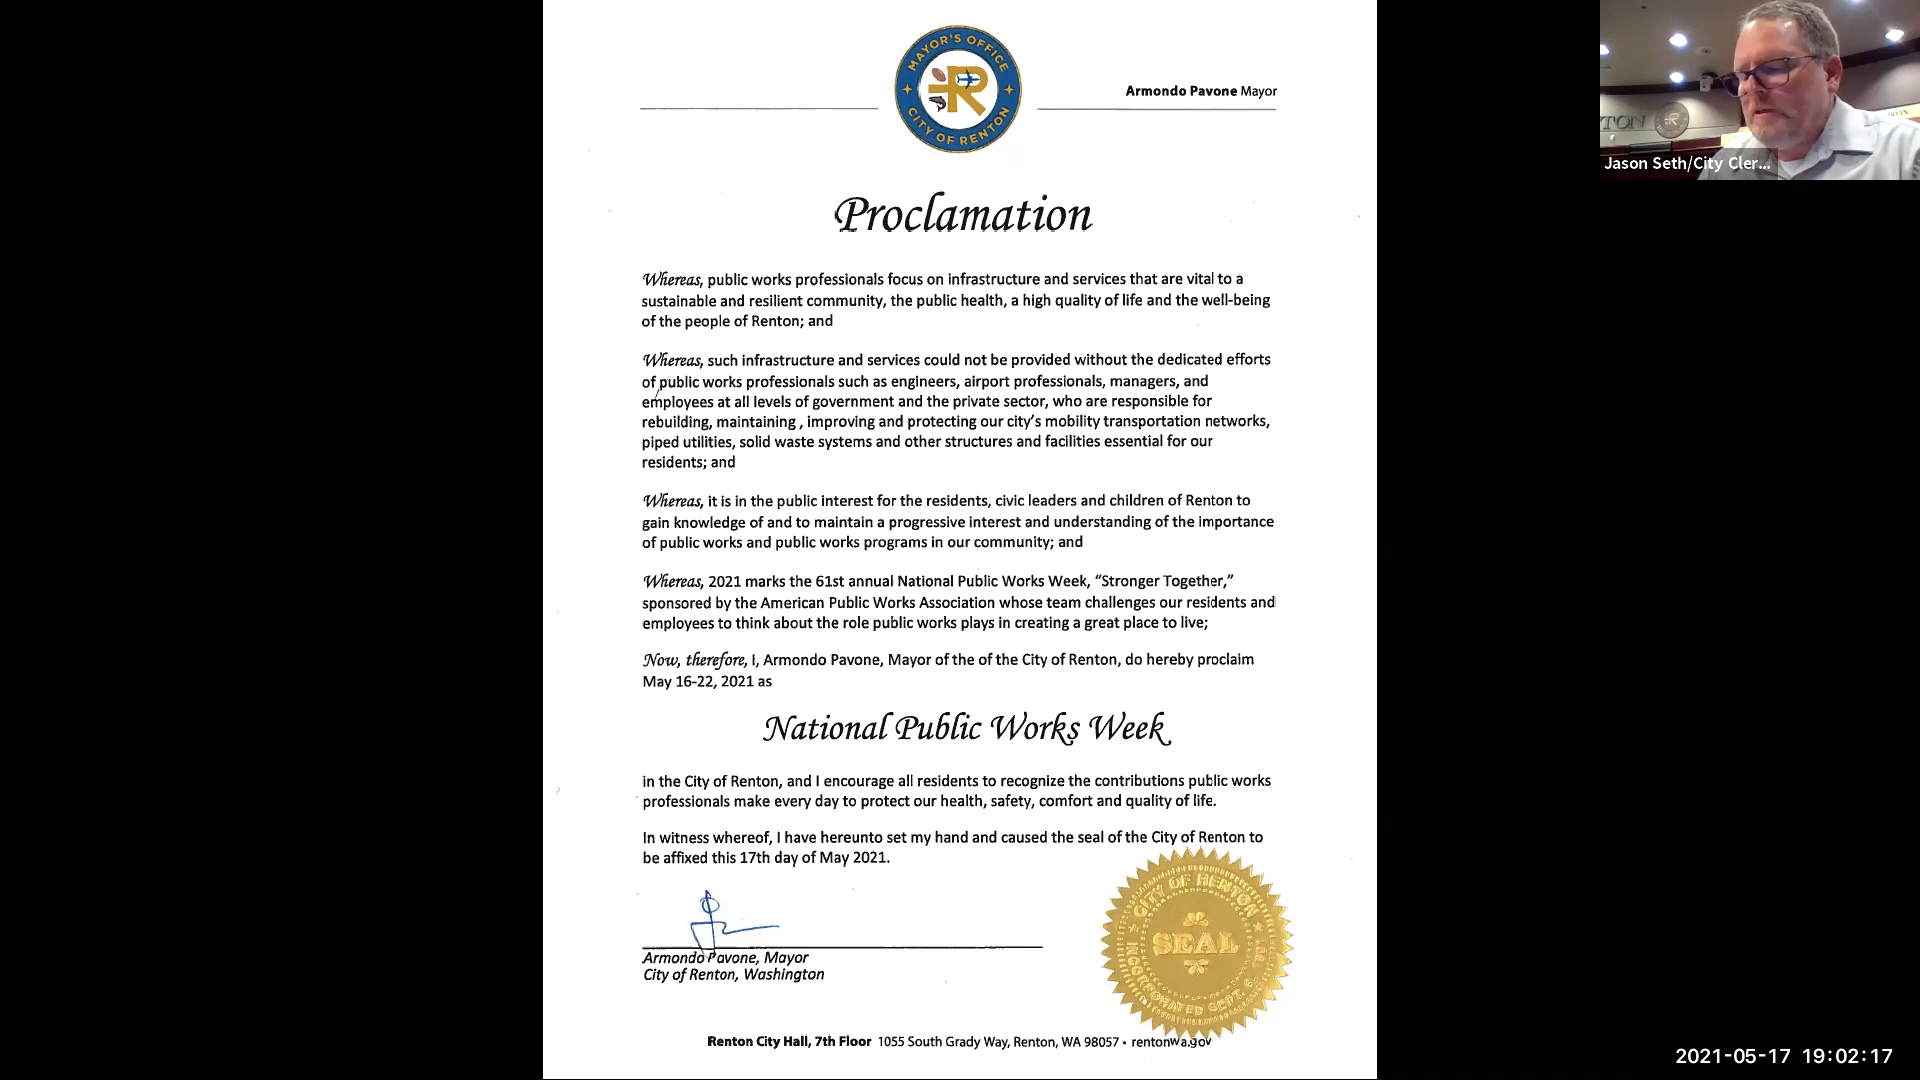 MAYOR'S OFFICE
CITY OF RENTON
R
Armondo Pavone Mayor
Proclamation
Whereas, public works professionals focus on infrastructure and services that are vital to a
sustainable and resilient community, the public health, a high quality of life and the well-being
of the people of Renton; and
Whereas, such infrastructure and services could not be provided without the dedicated efforts
of public works professionals such as engineers, airport professionals, managers, and
employees at all levels of government and the private sector, who are responsible for
rebuilding, maintaining , improving and protecting our city's mobility transportation networks,
piped utilities, solid waste systems and other structures and facilities essential for our
residents; and
Whereas, it is in the public interest for the residents, civic leaders and children of Renton to
gain knowledge of and to maintain a progressive interest and understanding of the importance
of public works and public works programs in our community; and
Whereas, 2021 marks the 61st annual National Public Works Week, “Stronger Together,”
sponsored by the American Public Works Association whose team challenges our residents and
employees to think about the role public works plays in creating a great place to live;
Now, therefore, I, Armondo Pavone, Mayor of the of the City of Renton, do hereby proclaim
May 16-22, 2021 as
National Public Works Week
in the City of Renton, and I encourage all residents to recognize the contributions public works
professionals make every day to protect our health, safety, comfort and quality of life.
In witness whereof, I have hereunto set my hand and caused the seal of the City of Renton to
be affixed this 17th day of May 2021.
Armondo Pavone, Mayor
City of Renton, Washington
CITY OF RENTON
SEAL
INCORPORATED SEPT. 6,
Renton City Hall, 7th Floor 1055 South Grady Way, Renton, WA 98057 • rentonwa.gov
TON
Jason Seth/City Cler...
2021-05-17 19:02:17